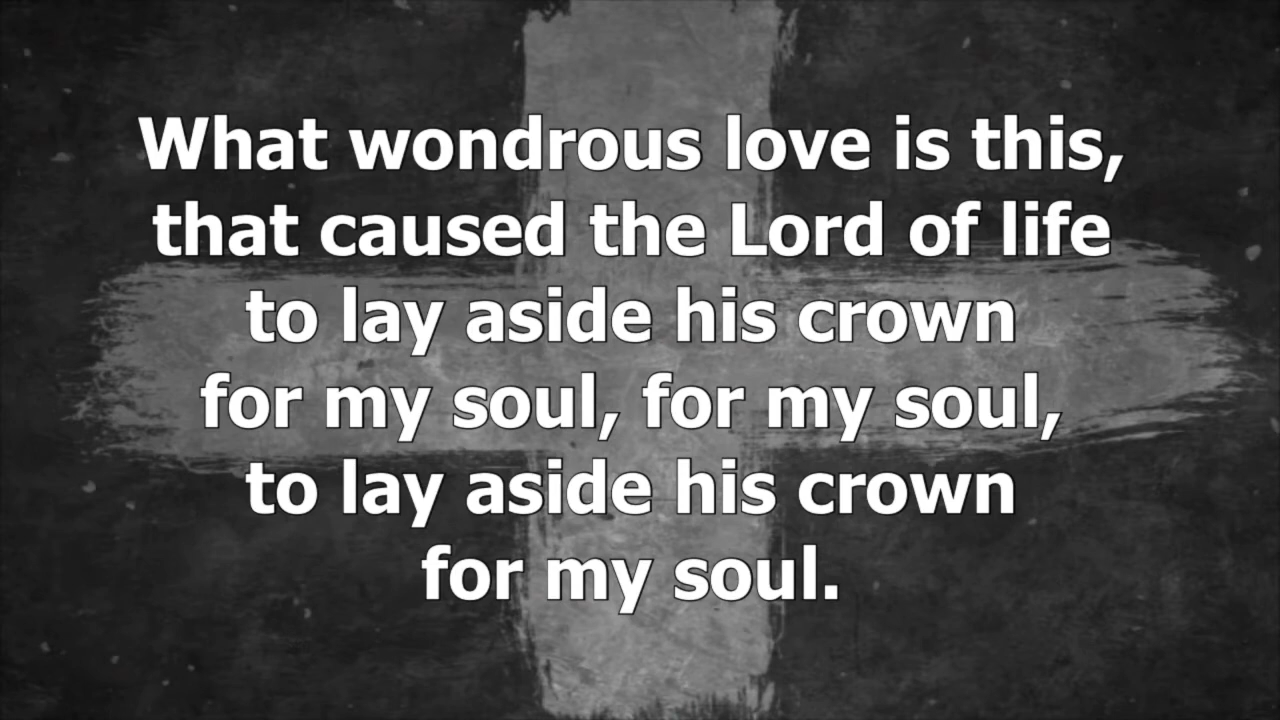 What wondrous love is this,
that caused the Lord of life
to lay aside his crown
for my soul, for my soul,
to lay aside his crown
for my soul.